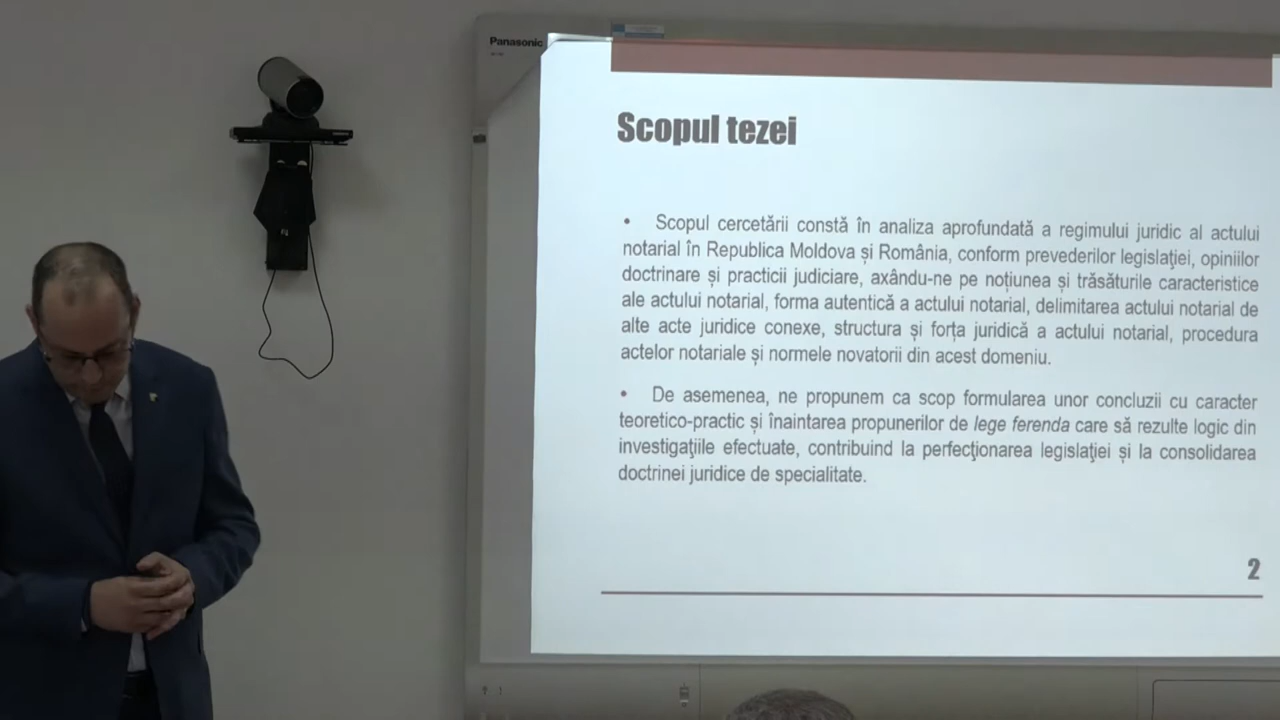 Panasonic
Scopul tezei
• Scopul cercetării constă în analiza aprofundată a regimului juridic al actului
notarial în Republica Moldova și România, conform prevederilor legislaţiei, opiniilor
doctrinare și practicii judiciare, axându-ne pe noțiunea și trăsăturile caracteristice
ale actului notarial, forma autentică a actului notarial, delimitarea actului notarial de
alte acte juridice conexe, structura și forța juridică a actului notarial, procedura
actelor notariale și normele novatorii din acest domeniu.
• De asemenea, ne propunem ca scop formularea unor concluzii cu caracter
teoretico-practic și înaintarea propunerilor de lege ferenda care să rezulte logic din
investigaţiile efectuate, contribuind la perfecţionarea legislaţiei și la consolidarea
doctrinei juridice de specialitate.
2